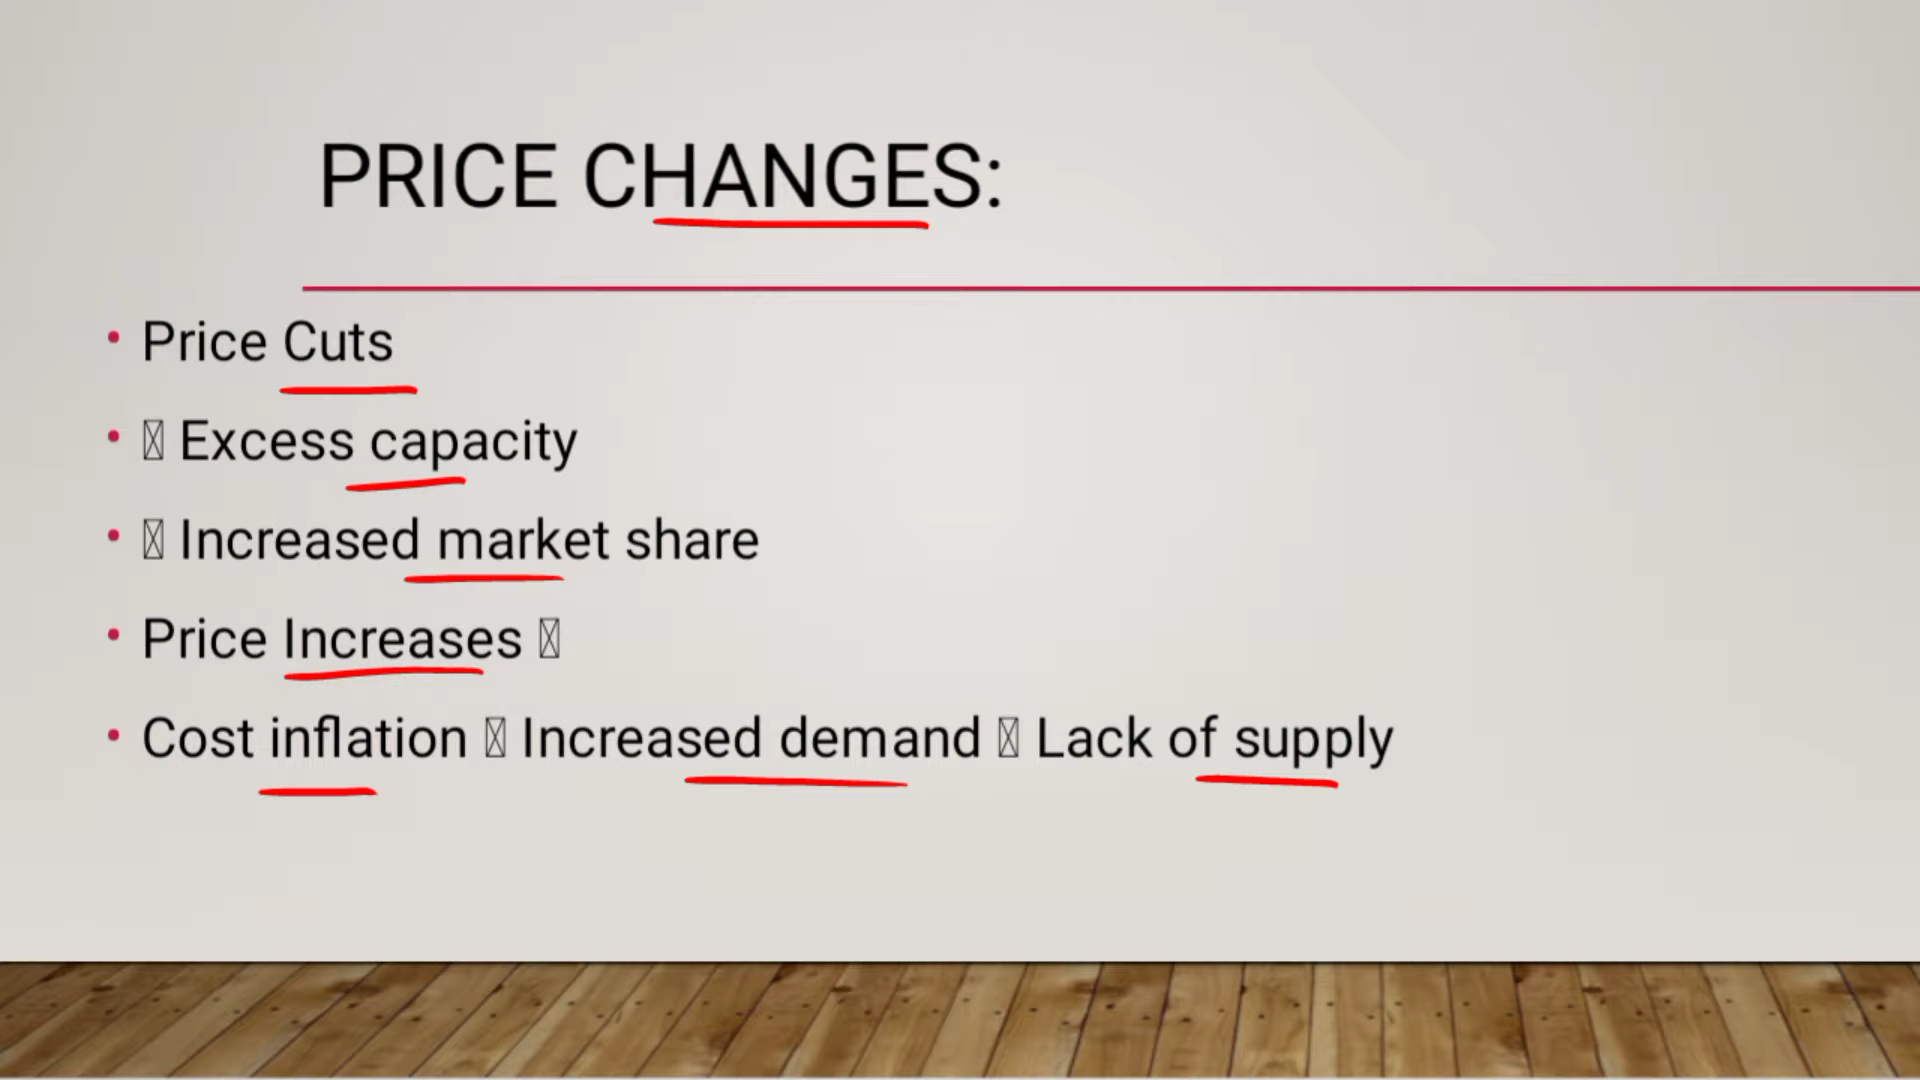 PRICE CHANGES:
• Price Cuts
•  Excess capacity
•  Increased market share
• Price Increases 
• Cost inflation  Increased demand  Lack of supply